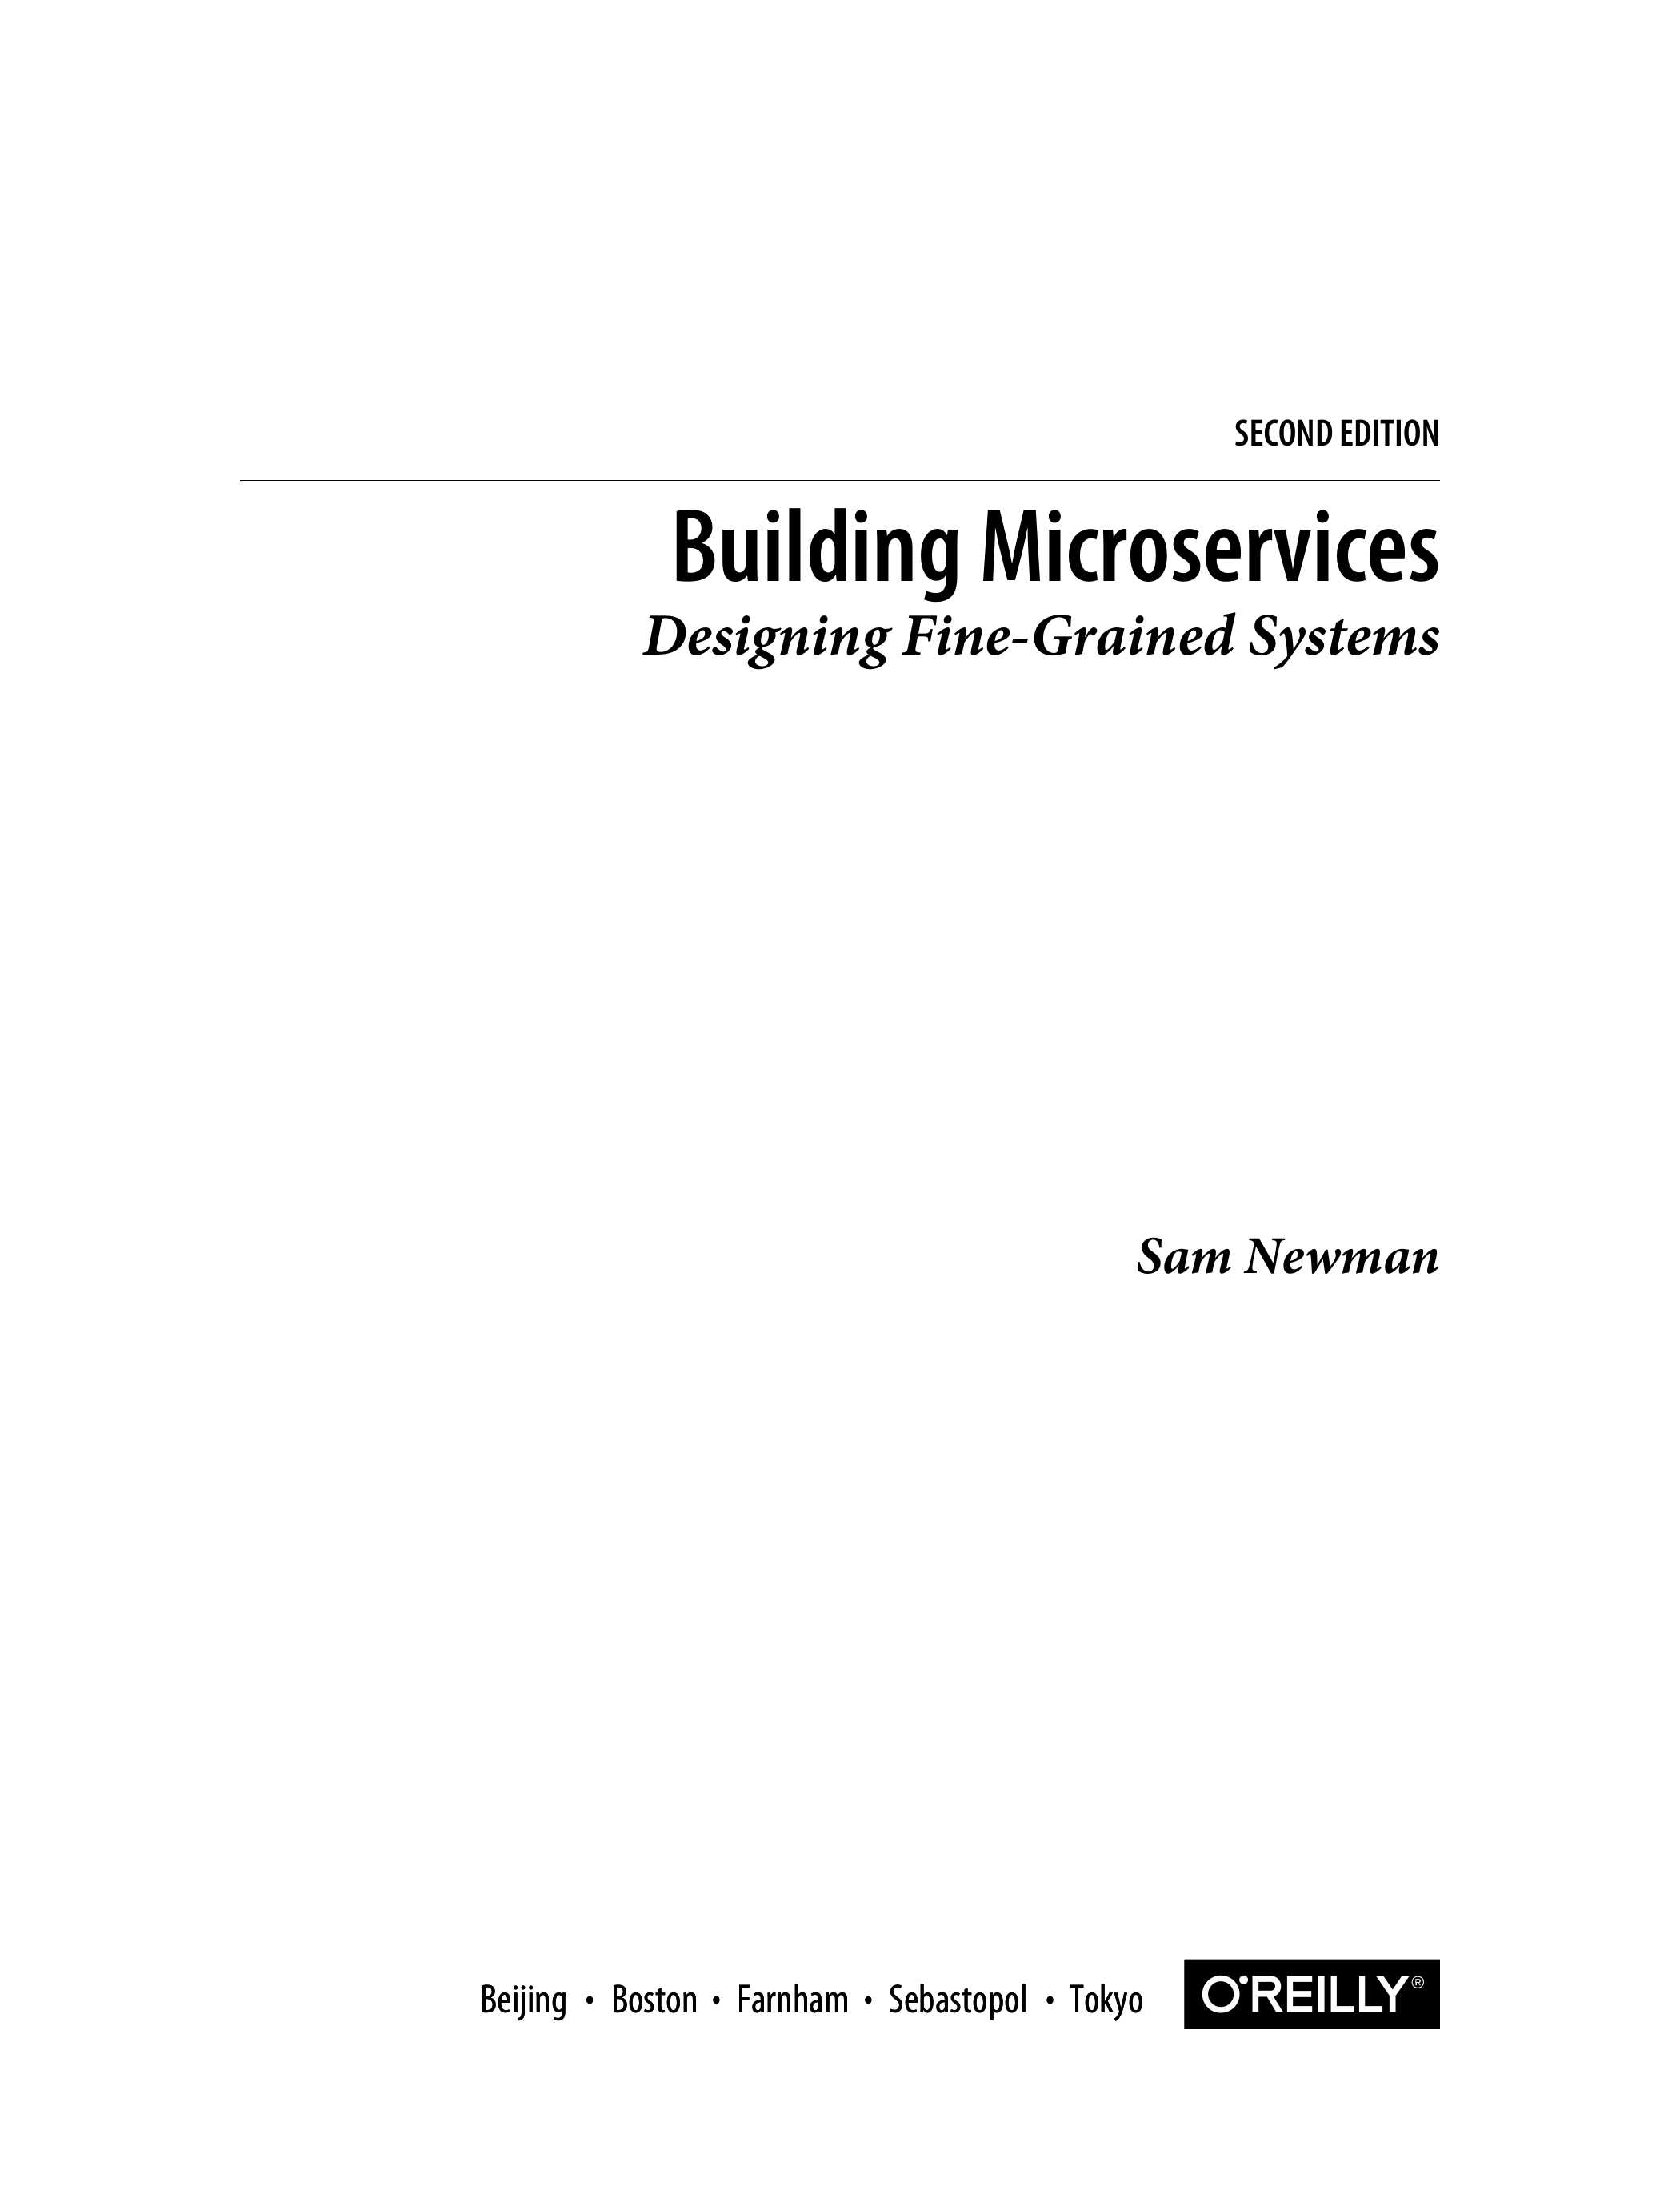 SECOND EDITION
Building Microservices
Designing Fine-Grained Systems
Sam Newman
Beijing • Boston • Farnham • Sebastopol • Tokyo O'REILLY®